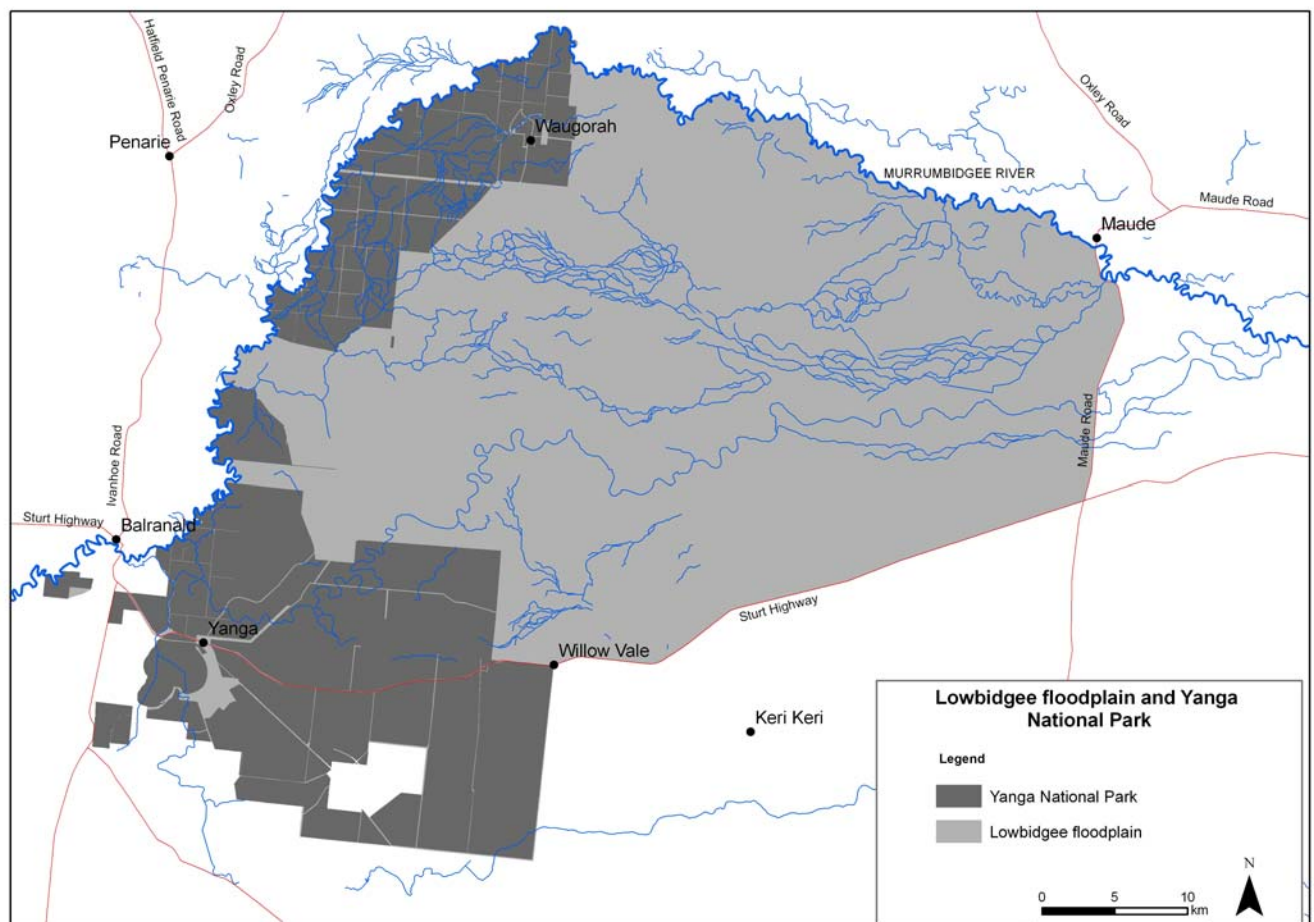 Hatfield Penarie Road
Oxley Road
Oxley Road
Penarie
Waugorah
MURRUMBIDGEE RIVER
Maude Road
Maude
Ivanhoe Road
Maude Road
Sturt Highway
Balranald
Sturt Highway
Yanga
Willow Vale
Keri Keri
Lowbidgee floodplain and Yanga
National Park
Legend
Yanga National Park
Lowbidgee floodplain
N
0 5 10
km